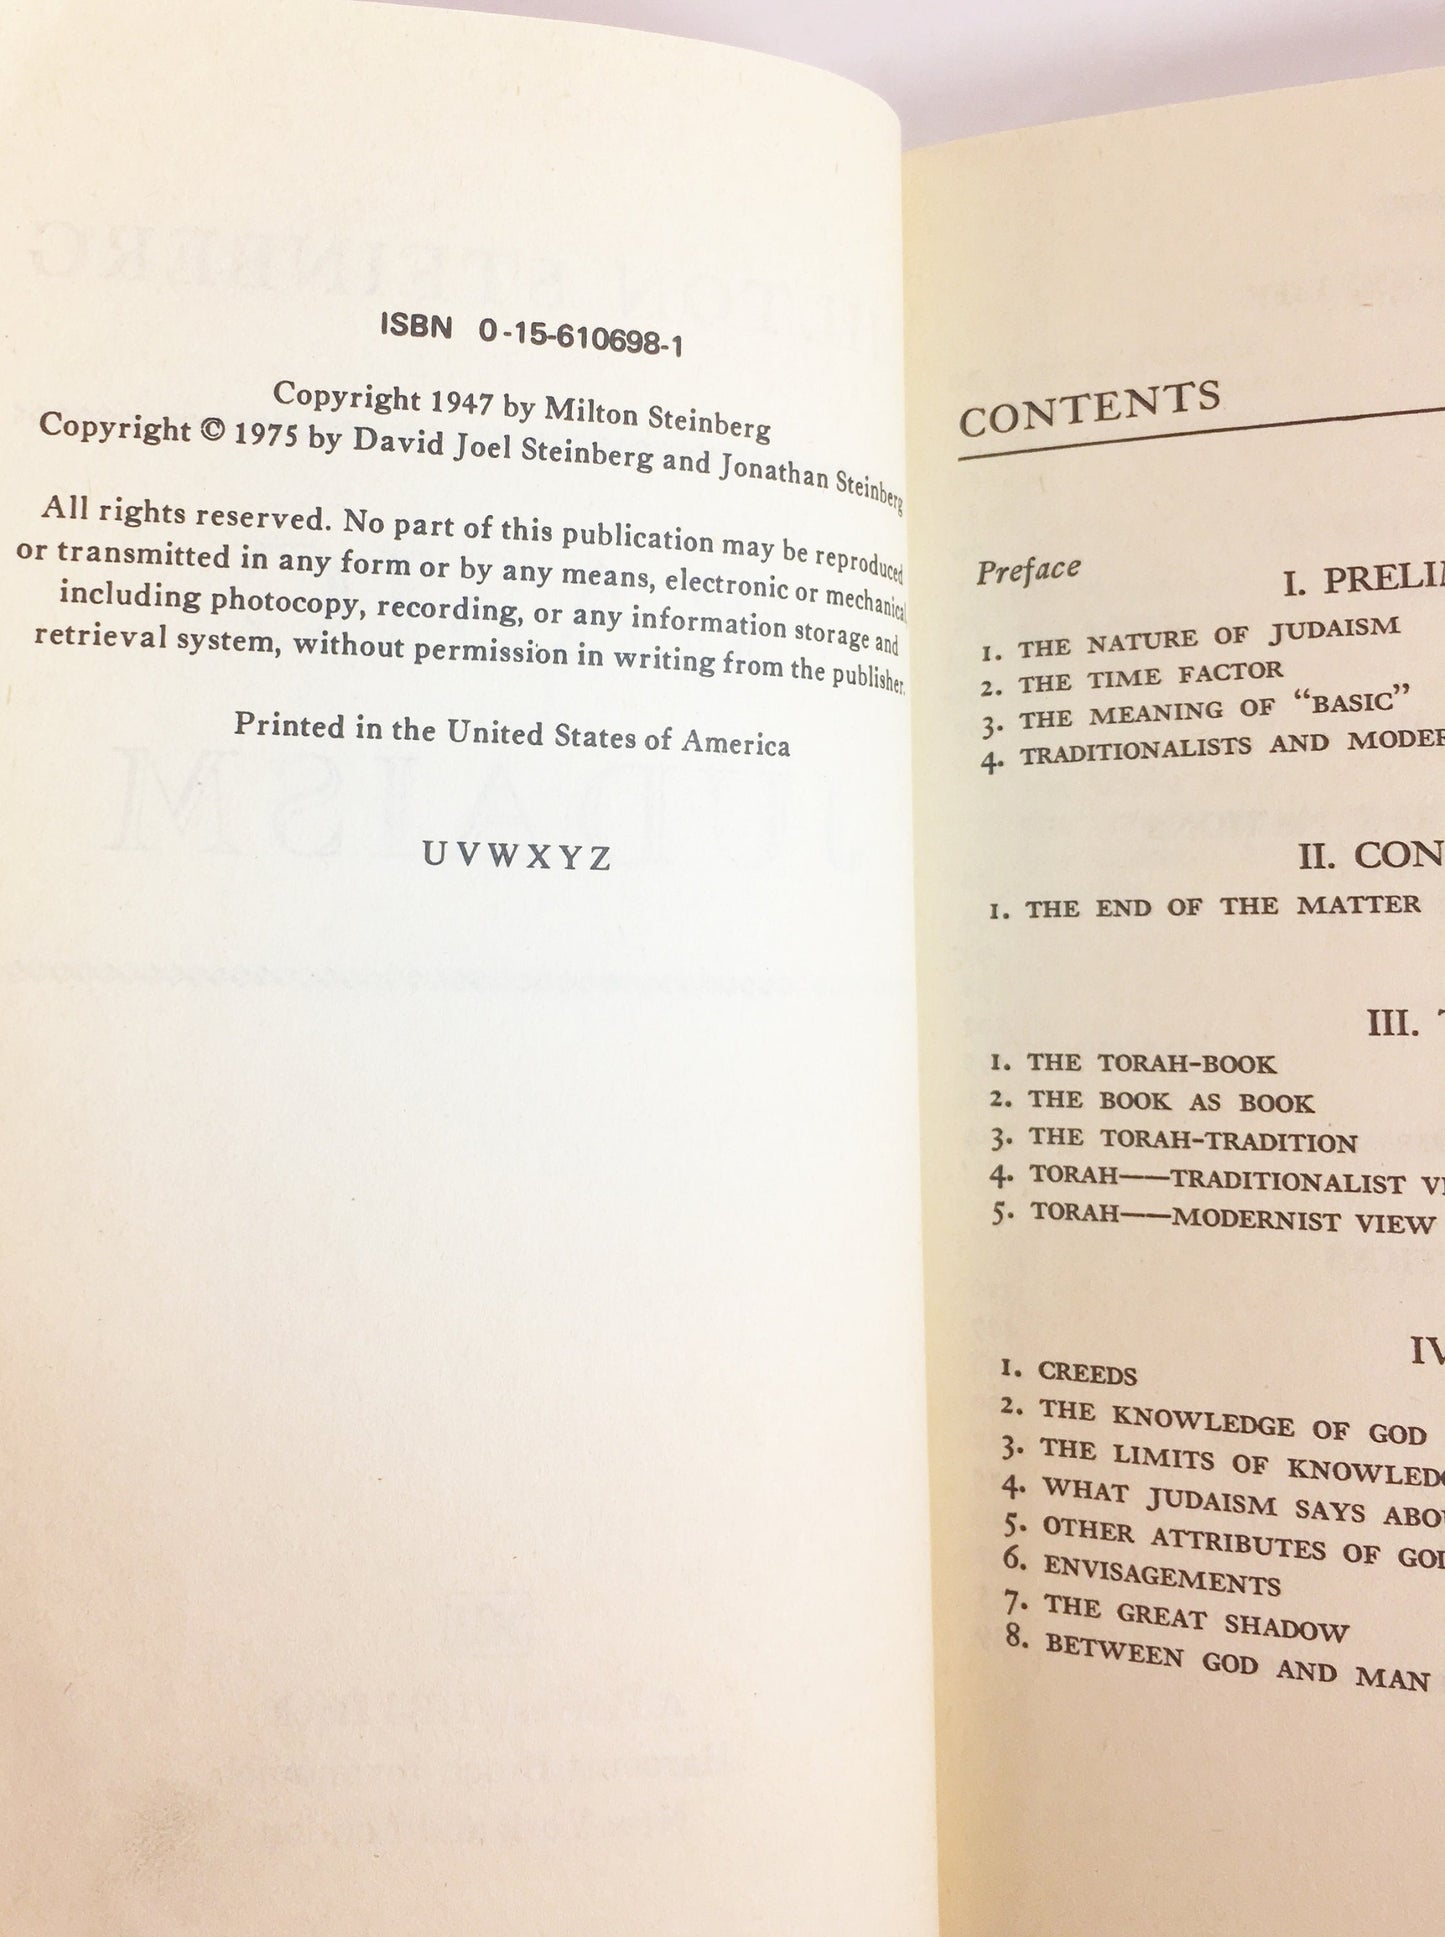 ISBN 0-15-610698-1
Copyright 1947 by Milton Steinberg
Copyright © 1975 by David Joel Steinberg and Jonathan Steinberg
All rights reserved. No part of this publication may be reproduced
or transmitted in any form or by any means, electronic or mechanical,
including photocopy, recording, or any information storage and
retrieval system, without permission in writing from the publisher.
Printed in the United States of America
U V W X Y Z
CONTENTS
Preface
I. PRELI
1. THE NATURE OF JUDAISM
2. THE TIME FACTOR
3. THE MEANING OF "BASIC"
4. TRADITIONALISTS AND MODER
II. CON
1. THE END OF THE MATTER
III.
1. THE TORAH-BOOK
2. THE BOOK AS BOOK
3. THE TORAH-TRADITION
4. TORAH——TRADITIONALIST VI
5. TORAH——MODERNIST VIEW
IV
1. CREEDS
2. THE KNOWLEDGE OF GOD
3. THE LIMITS OF KNOWLEDG
4. WHAT JUDAISM SAYS ABOU
5. OTHER ATTRIBUTES OF GOD
6. ENVISAGEMENTS
7. THE GREAT SHADOW
8. BETWEEN GOD AND MAN